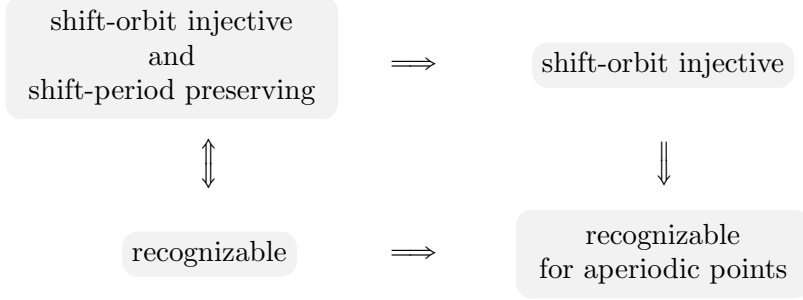 shift-orbit injective
and
shift-period preserving
⟹
shift-orbit injective
⇕
⇓
recognizable
⟹
recognizable
for aperiodic points